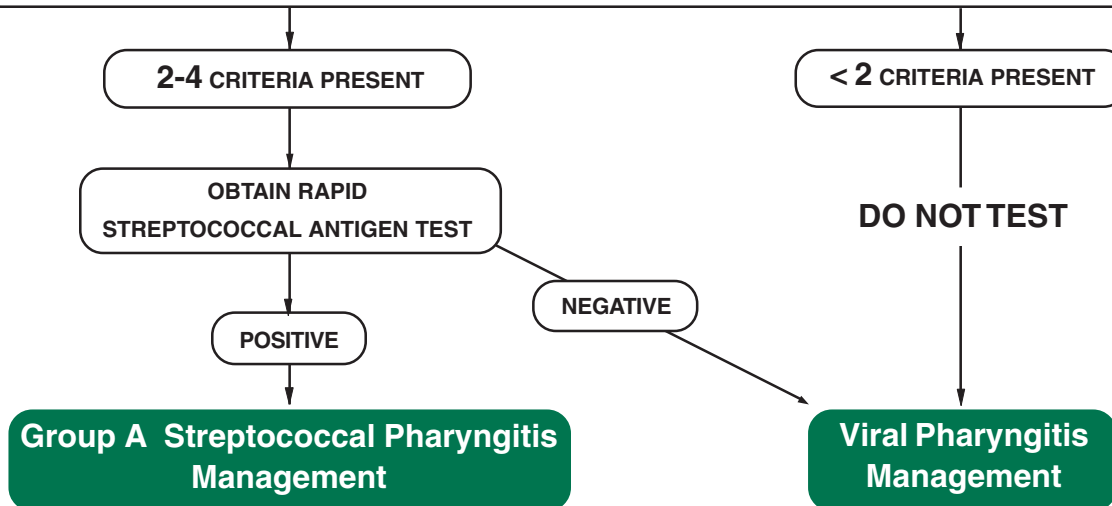 2-4 CRITERIA PRESENT
< 2 CRITERIA PRESENT
OBTAIN RAPID
STREPTOCOCCAL ANTIGEN TEST
DO NOT TEST
NEGATIVE
POSITIVE
Group A Streptococcal Pharyngitis
Management
Viral Pharyngitis
Management